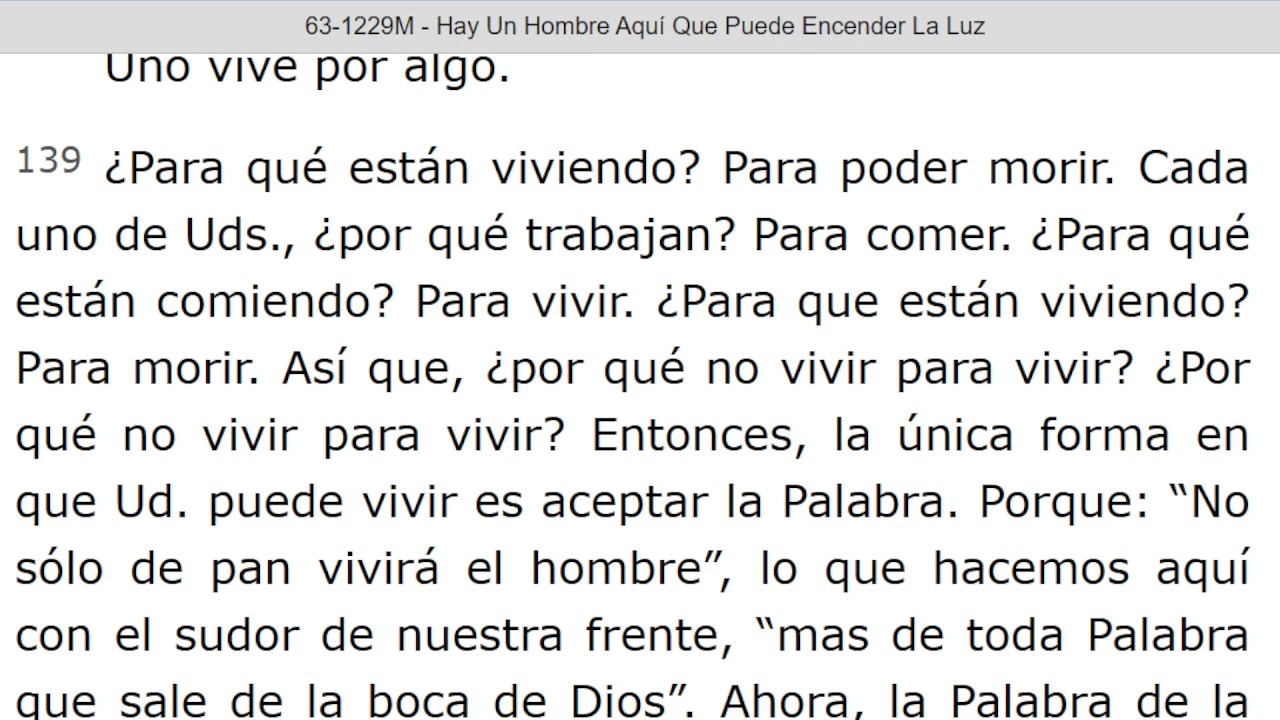 63-1229M - Hay Un Hombre Aquí Que Puede Encender La Luz
Uno vive por algo.
139 ¿Para qué están viviendo? Para poder morir. Cada
uno de Uds., ¿por qué trabajan? Para comer. ¿Para qué
están comiendo? Para vivir. ¿Para que están viviendo?
Para morir. Así que, ¿por qué no vivir para vivir? ¿Por
qué no vivir para vivir? Entonces, la única forma en
que Ud. puede vivir es aceptar la Palabra. Porque: “No
sólo de pan vivirá el hombre”, lo que hacemos aquí
con el sudor de nuestra frente, “mas de toda Palabra
que sale de la boca de Dios”. Ahora, la Palabra de la